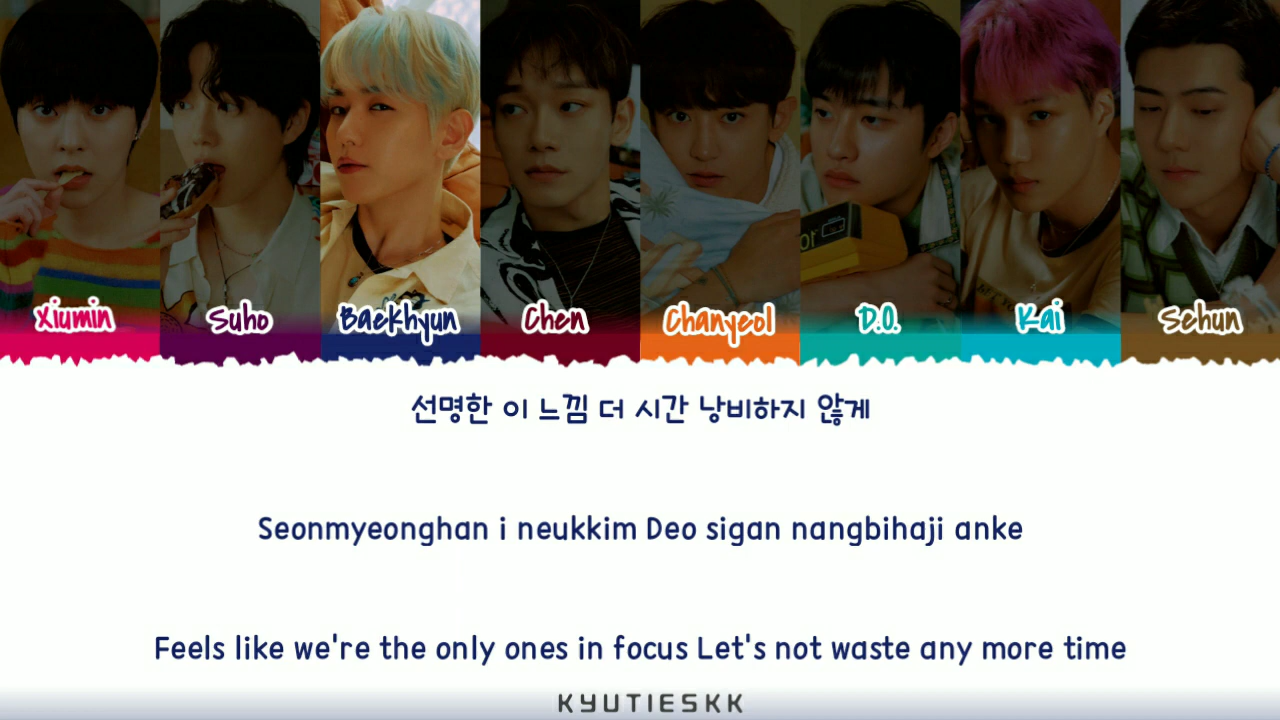 Xiumin Suho Baekhyun Chen Chanyeol D.O. Kai Sehun
선명한 이 느낌 더 시간 낭비하지 않게
Seonmyeonghan i neukkim Deo sigan nangbihaji anke
Feels like we're the only ones in focus Let's not waste any more time
KYUTIESKK